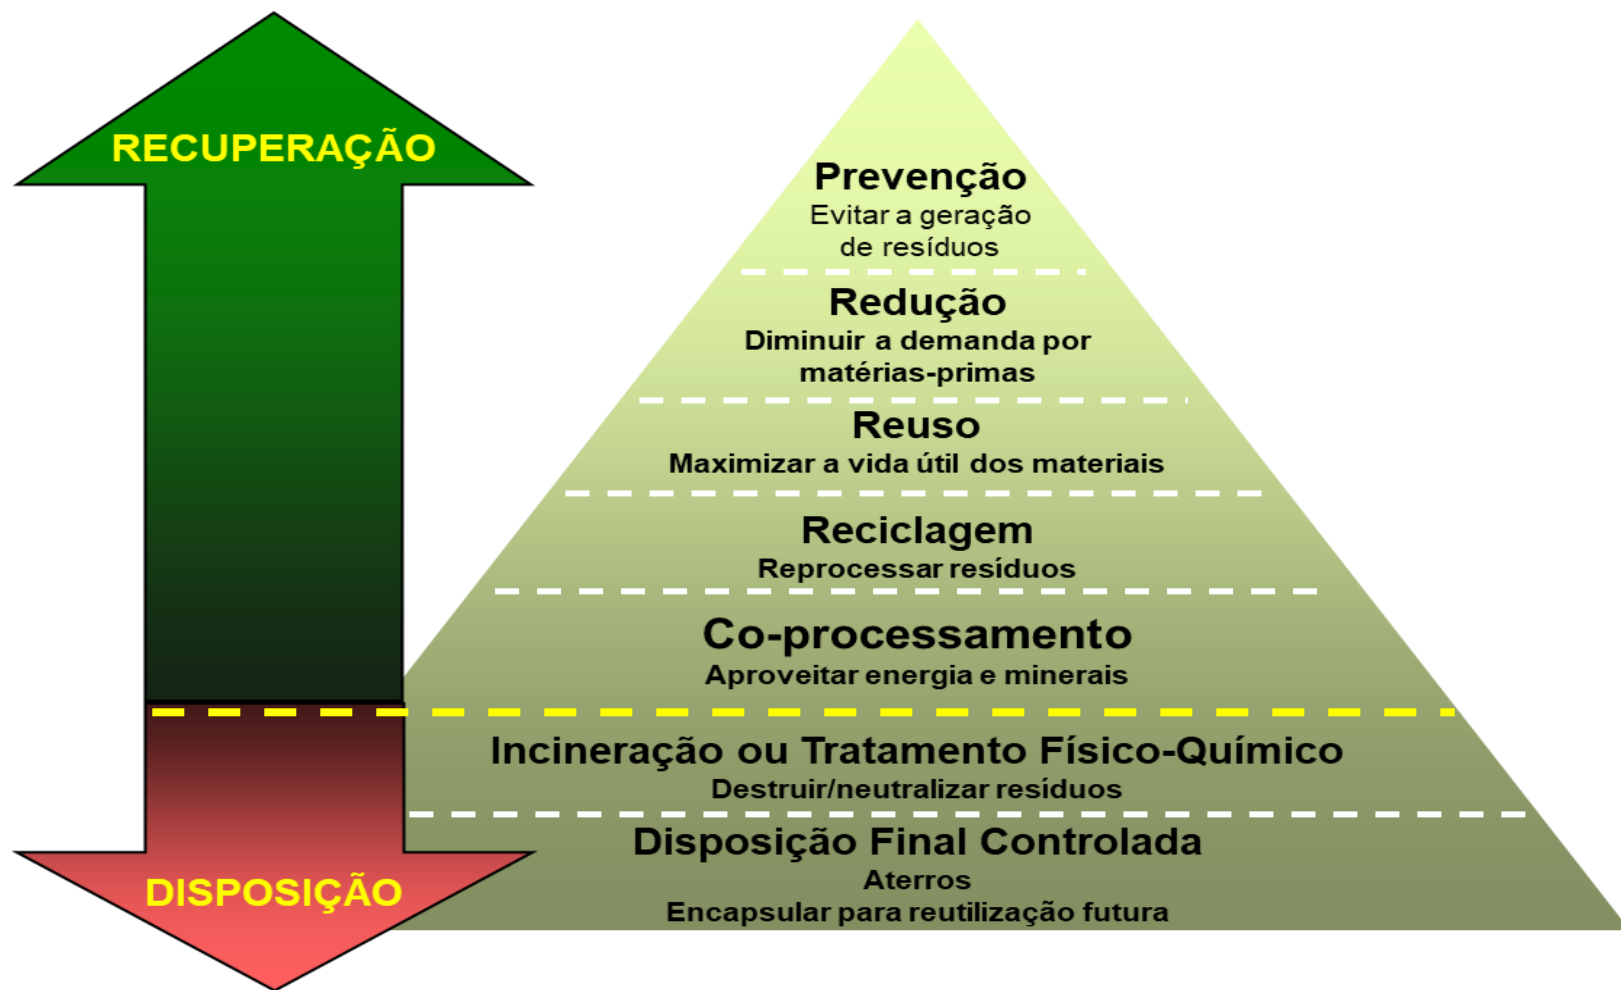 RECUPERAÇÃO
Prevenção
Evitar a geração
de resíduos
Redução
Diminuir a demanda por
matérias-primas
Reuso
Maximizar a vida útil dos materiais
Reciclagem
Reprocessar resíduos
Co-processamento
Aproveitar energia e minerais
Incineração ou Tratamento Físico-Químico
Destruir/neutralizar resíduos
Disposição Final Controlada
Aterros
Encapsular para reutilização futura
DISPOSIÇÃO